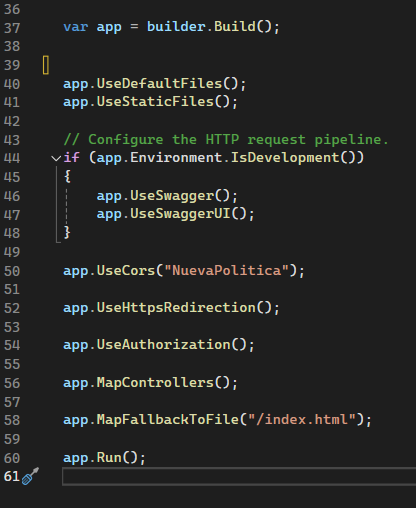 36
37 var app = builder.Build();
38
39
40 app.UseDefaultFiles();
41 app.UseStaticFiles();
42
43 // Configure the HTTP request pipeline.
44 if (app.Environment.IsDevelopment())
45 {
46     app.UseSwagger();
47     app.UseSwaggerUI();
48 }
49
50 app.UseCors("NuevaPolitica");
51
52 app.UseHttpsRedirection();
53
54 app.UseAuthorization();
55
56 app.MapControllers();
57
58 app.MapFallbackToFile("/index.html");
59
60 app.Run();
61